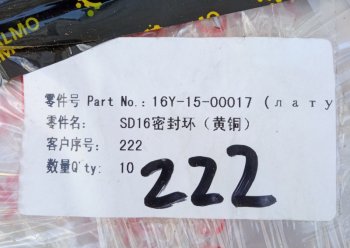 LMO
零件号 Part No.: 16Y-15-00017 (лату
零件名: SD16密封环 (黄铜)
客户序号: 222
数量Q'ty: 10
222